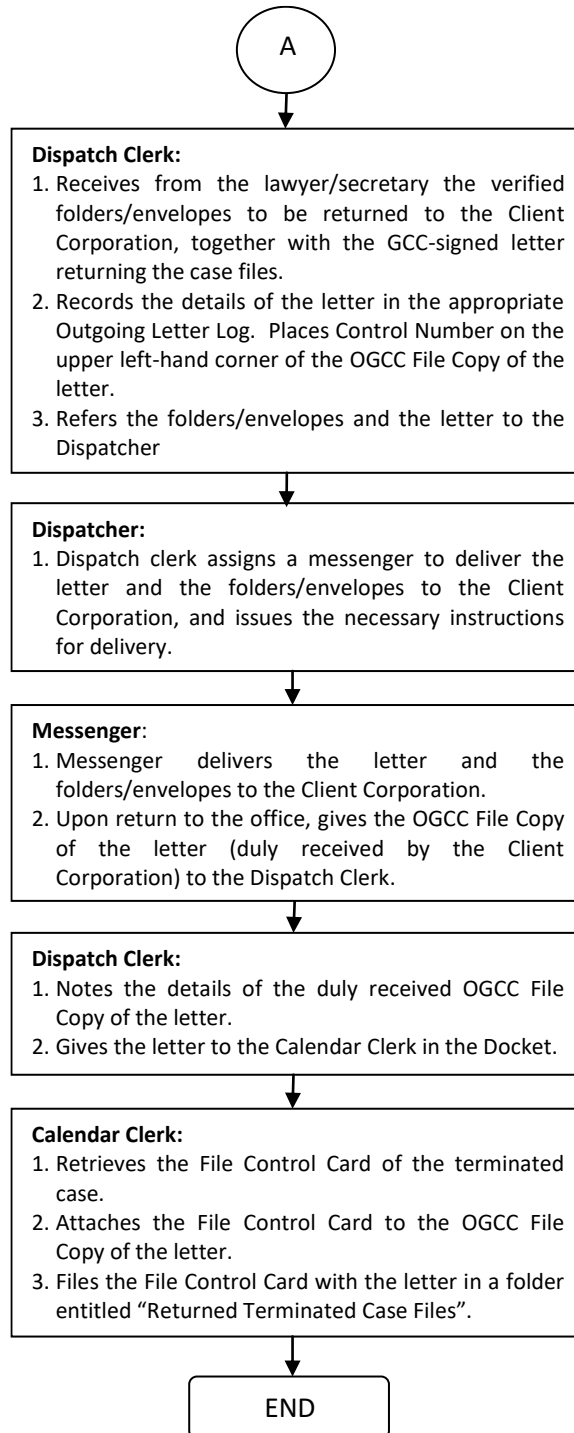 A
Dispatch Clerk:
1. Receives from the lawyer/secretary the verified
folders/envelopes to be returned to the Client
Corporation, together with the GCC-signed letter
returning the case files.
2. Records the details of the letter in the appropriate
Outgoing Letter Log. Places Control Number on the
upper left-hand corner of the OGCC File Copy of the
letter.
3. Refers the folders/envelopes and the letter to the
Dispatcher
Dispatcher:
1. Dispatch clerk assigns a messenger to deliver the
letter and the folders/envelopes to the Client
Corporation, and issues the necessary instructions
for delivery.
Messenger:
1. Messenger delivers the letter and the
folders/envelopes to the Client Corporation.
2. Upon return to the office, gives the OGCC File Copy
of the letter (duly received by the Client
Corporation) to the Dispatch Clerk.
Dispatch Clerk:
1. Notes the details of the duly received OGCC File
Copy of the letter.
2. Gives the letter to the Calendar Clerk in the Docket.
Calendar Clerk:
1. Retrieves the File Control Card of the terminated
case.
2. Attaches the File Control Card to the OGCC File
Copy of the letter.
3. Files the File Control Card with the letter in a folder
entitled “Returned Terminated Case Files”.
END